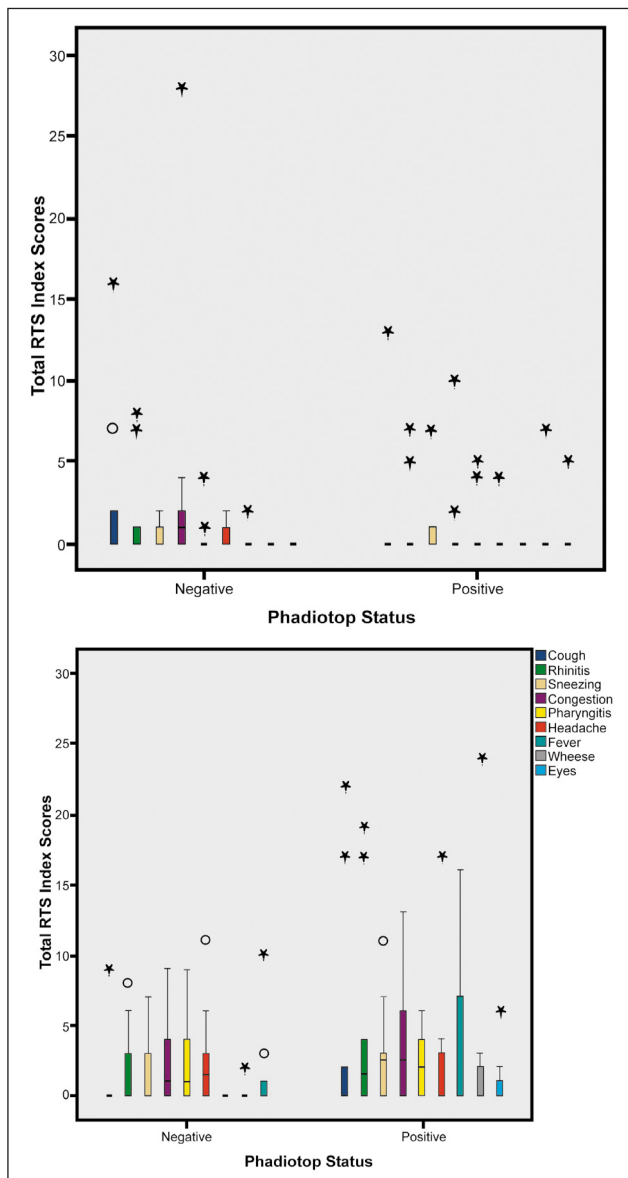 30
25
20
15
10
5
0
Total RTS Index Scores
Negative Positive
Phadiotop Status
30
25
20
15
10
5
0
Total RTS Index Scores
Negative Positive
Phadiotop Status
Cough
Rhinitis
Sneezing
Congestion
Pharyngitis
Headache
Fever
Wheese
Eyes